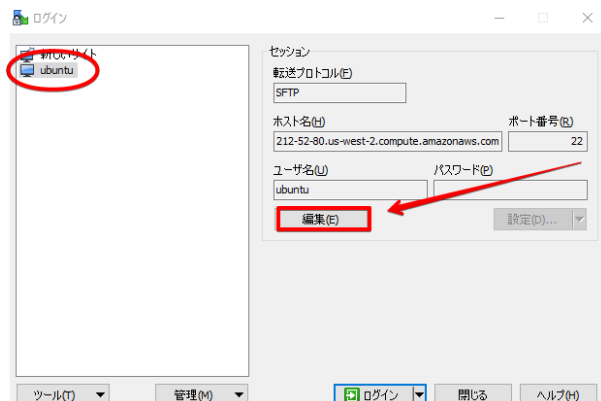 ログイン
新しいサイト
ubuntu
セッション
転送プロトコル(F)
SFTP
ホスト名(H)
ポート番号(R)
212-52-80.us-west-2.compute.amazonaws.com
22
ユーザ名(U)
パスワード(P)
ubuntu
編集(E)
設定(D)...
ツール(T)
管理(M)
ログイン
閉じる
ヘルプ(H)